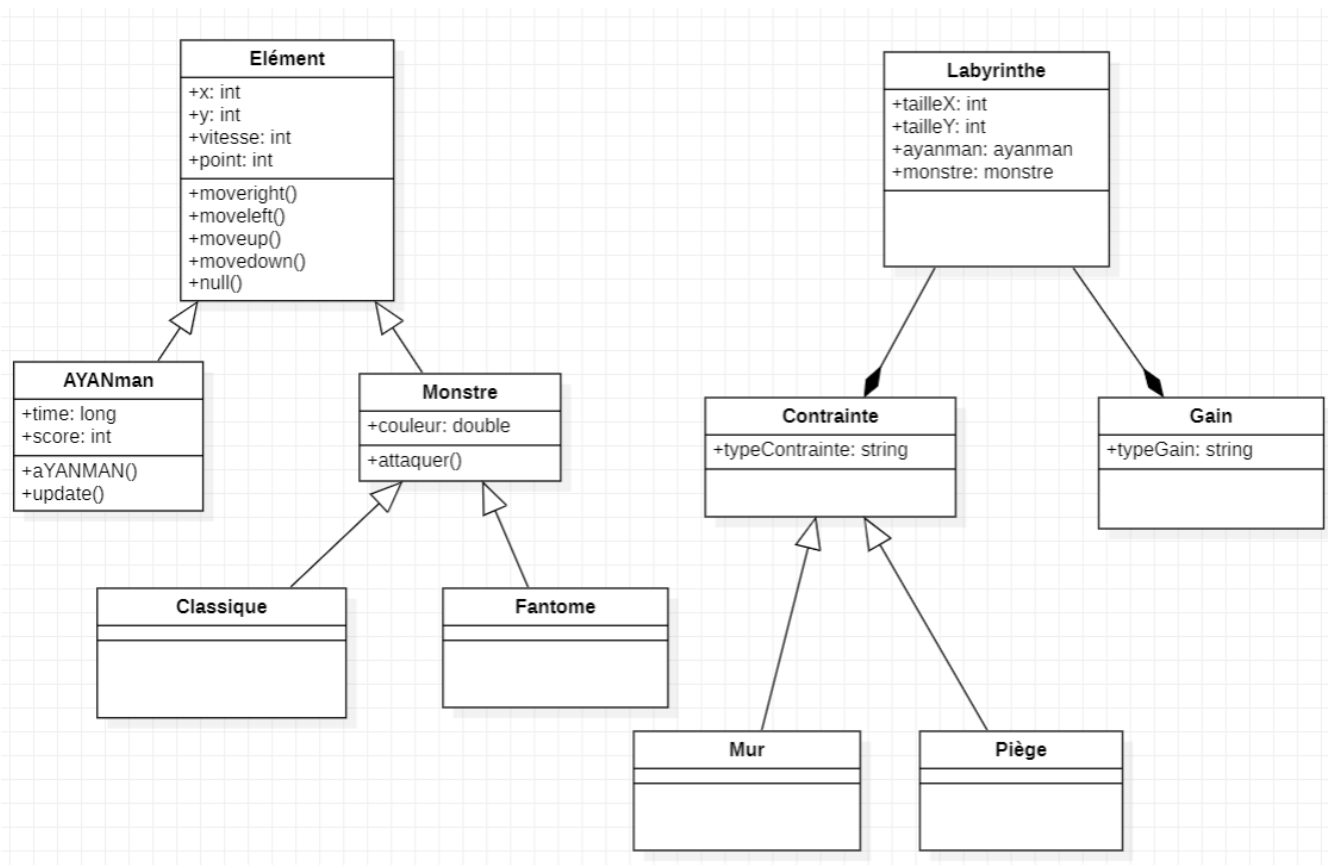 Elément
+x: int
+y: int
+vitesse: int
+point: int
+moveright()
+moveleft()
+moveup()
+movedown()
+null()
Labyrinthe
+tailleX: int
+tailleY: int
+ayanman: ayanman
+monstre: monstre
AYANman
+time: long
+score: int
+aYANMAN()
+update()
Monstre
+couleur: double
+attaquer()
Contrainte
+typeContrainte: string
Gain
+typeGain: string
Classique
Fantome
Mur
Piège